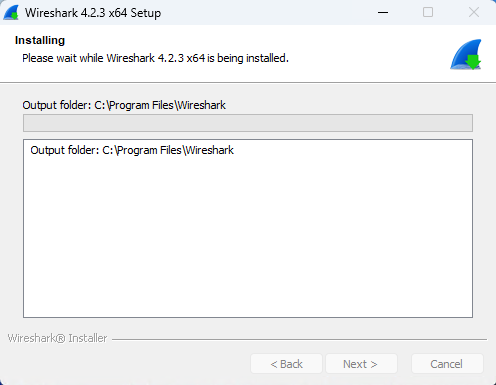 Wireshark 4.2.3 x64 Setup
Installing
Please wait while Wireshark 4.2.3 x64 is being installed.
Output folder: C:\Program Files\Wireshark
Output folder: C:\Program Files\Wireshark
Wireshark® Installer
< Back
Next >
Cancel